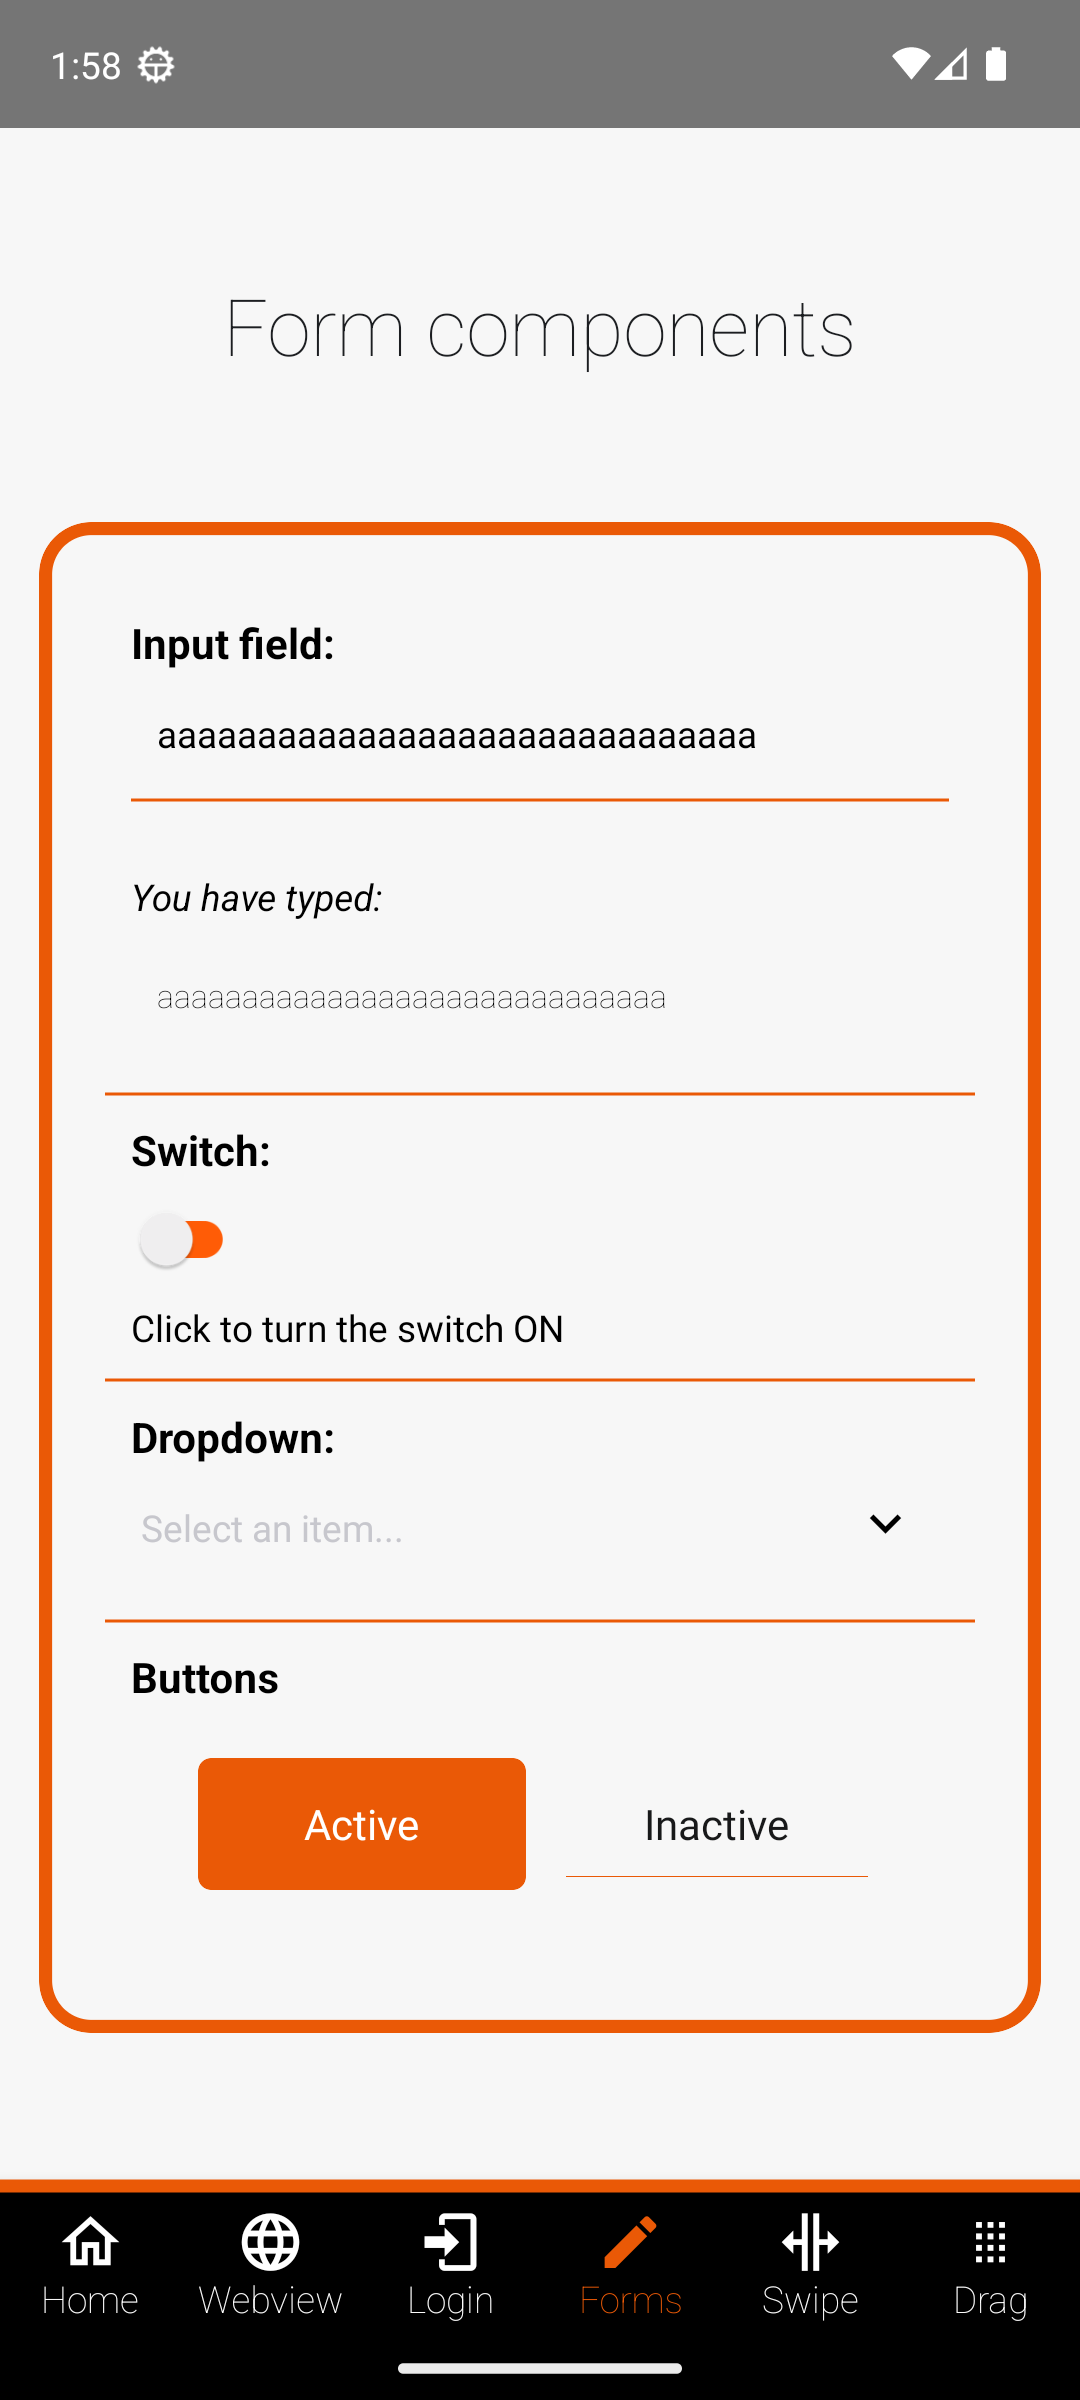 1:58
Form components
Input field:
aaaaaaaaaaaaaaaaaaaaaaaaaaaaaa
You have typed:
aaaaaaaaaaaaaaaaaaaaaaaaaaaaaa
Switch:
Click to turn the switch ON
Dropdown:
Select an item...
Buttons
Active Inactive
Home Webview Login Forms Swipe Drag